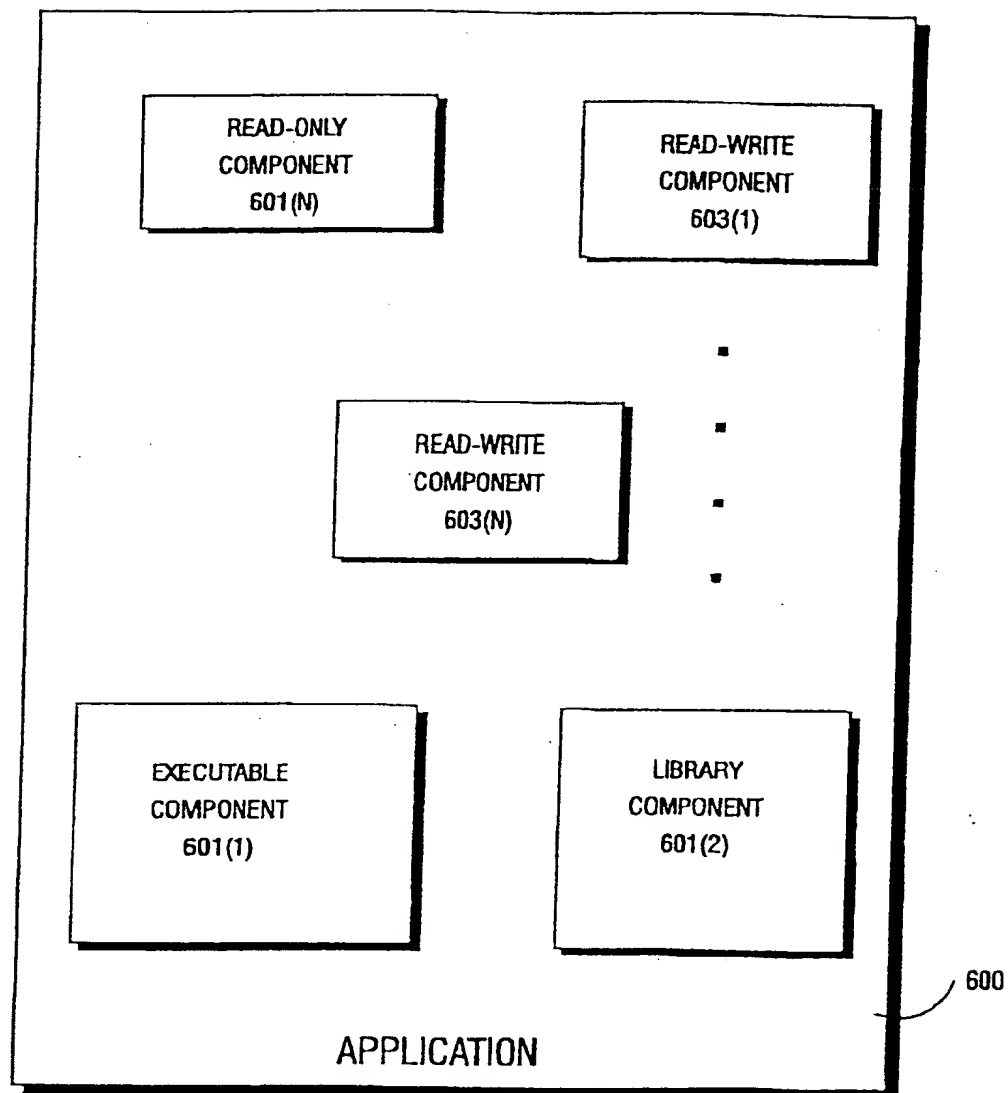 READ-ONLY
COMPONENT
601(N)
READ-WRITE
COMPONENT
603(1)
READ-WRITE
COMPONENT
603(N)
EXECUTABLE
COMPONENT
601(1)
LIBRARY
COMPONENT
601(2)
600
APPLICATION